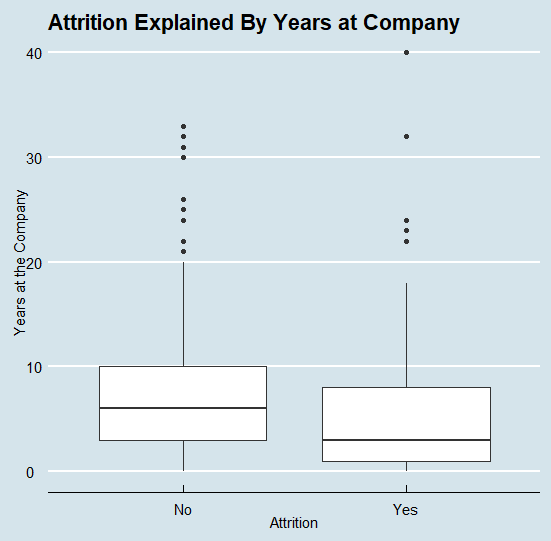 Attrition Explained By Years at Company
Years at the Company
40
30
20
10
0
No
Yes
Attrition